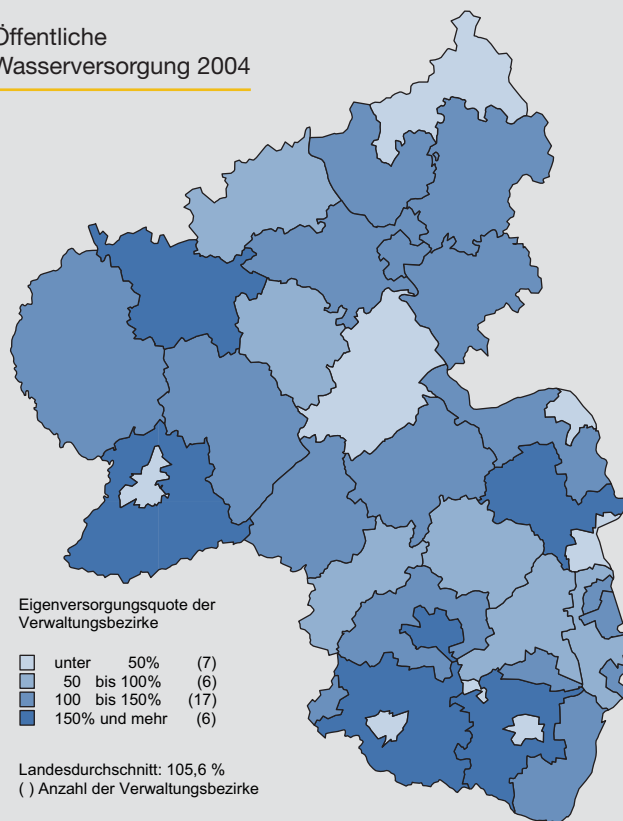 Öffentliche
Wasserversorgung 2004
Eigenversorgungsquote der
Verwaltungsbezirke
unter 50% (7)
50 bis 100% (6)
100 bis 150% (17)
150% und mehr (6)
Landesdurchschnitt: 105,6 %
( ) Anzahl der Verwaltungsbezirke